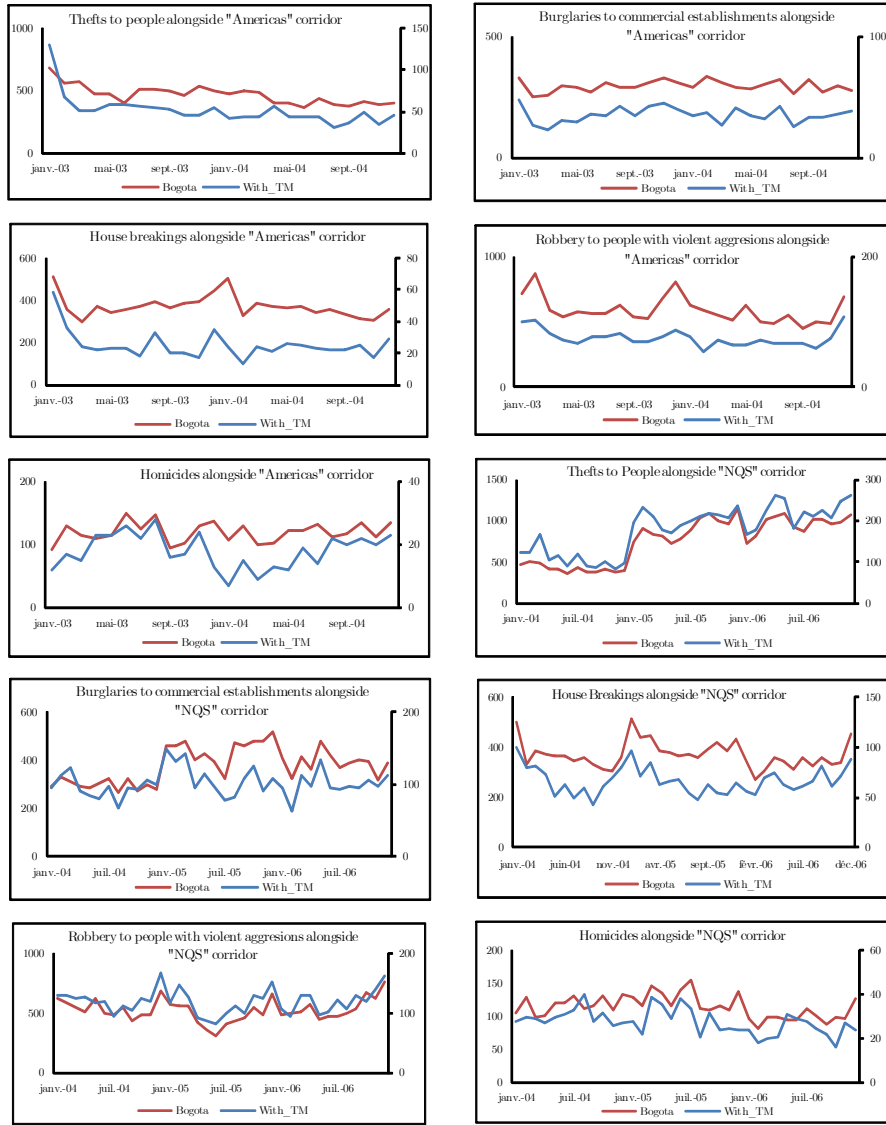 Thefts to people alongside "Americas" corridor
1000
500
0
150
100
50
0
janv.-03 mai-03 sept.-03 janv.-04 mai-04 sept.-04
Bogota With_TM
Burglaries to commercial establishments alongside
"Americas" corridor
500
0
100
0
janv.-03 mai-03 sept.-03 janv.-04 mai-04 sept.-04
Bogota With_TM
House breakings alongside "Americas" corridor
600
400
200
0
80
60
40
20
0
janv.-03 mai-03 sept.-03 janv.-04 mai-04 sept.-04
Bogota With_TM
Robbery to people with violent aggresions alongside
"Americas" corridor
1000
0
200
0
janv.-03 mai-03 sept.-03 janv.-04 mai-04 sept.-04
Bogota With_TM
Homicides alongside "Americas" corridor
200
100
0
40
20
0
janv.-03 mai-03 sept.-03 janv.-04 mai-04 sept.-04
Bogota With_TM
Thefts to People alongside "NQS" corridor
1500
1000
500
0
300
200
100
0
janv.-04 juil.-04 janv.-05 juil.-05 janv.-06 juil.-06
Bogota With_TM
Burglaries to commercial establishments alongside
"NQS" corridor
600
400
200
0
200
100
0
janv.-04 juil.-04 janv.-05 juil.-05 janv.-06 juil.-06
Bogota With_TM
House Breakings alongside "NQS" corridor
600
400
200
0
150
100
50
0
janv.-04 juin-04 nov.-04 avr.-05 sept.-05 févr.-06 juil.-06 déc.-06
Bogota With_TM
Robbery to people with violent aggresions alongside
"NQS" corridor
1000
500
0
200
100
0
janv.-04 juil.-04 janv.-05 juil.-05 janv.-06 juil.-06
Bogota With_TM
Homicides alongside "NQS" corridor
200
150
100
50
0
60
40
20
0
janv.-04 juil.-04 janv.-05 juil.-05 janv.-06 juil.-06
Bogota With_TM